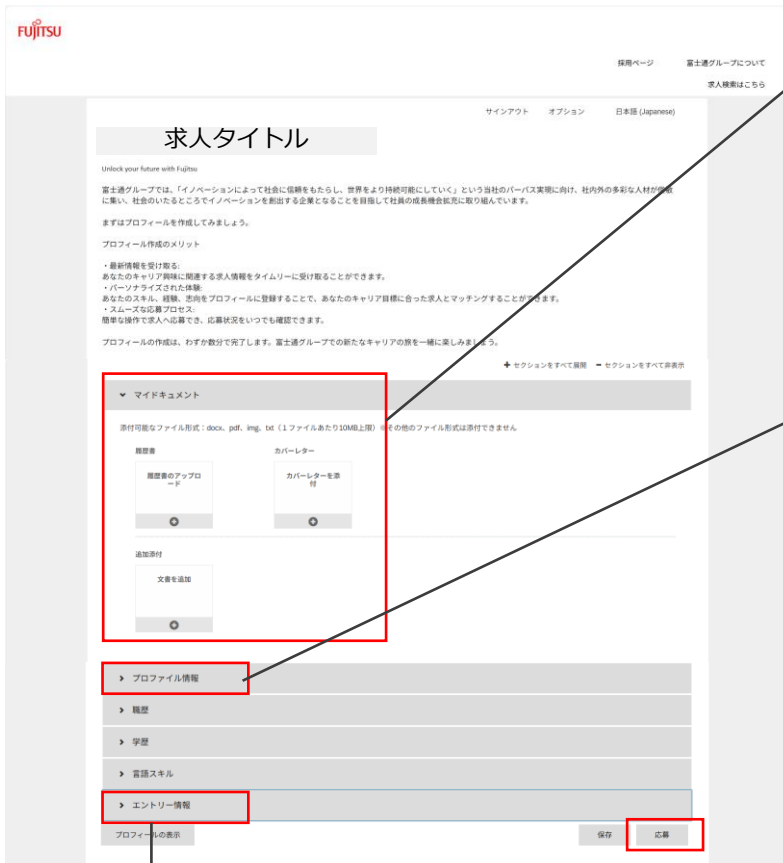 FUJITSU
採用ページ 富士通グループについて
求人検索はこちら
サインアウト オプション 日本語 (Japanese)
求人タイトル
Unlock your future with Fujitsu
富士通グループでは、「イノベーションによって社会に信頼をもたらし、世界をより持続可能にしていく」という当社のパーパス実現に向け、社内外の多彩な人材が俊敏
に集い、社会のいたるところでイノベーションを創出する企業となることを目指して社員の成長機会拡充に取り組んでいます。
まずはプロフィールを作成してみましょう。
プロフィール作成のメリット
・最新情報を受け取る:
あなたのキャリア興味に関連する求人情報をタイムリーに受け取ることができます。
・パーソナライズされた体験:
あなたのスキル、経験、志向をプロフィールに登録することで、あなたのキャリア目標に合った求人とマッチングすることができます。
・スムーズな応募プロセス:
簡単な操作で求人へ応募でき、応募状況をいつでも確認できます。
プロフィールの作成は、わずか数分で完了します。富士通グループでの新たなキャリアの旅を一緒に楽しみましょう。
セクションをすべて展開 セクションをすべて非表示
マイドキュメント
添付可能なファイル形式：docx、pdf、img、txt（１ファイルあたり10MB上限）※その他のファイル形式は添付できません
履歴書 カバーレター
履歴書のアップロ カバーレターを添
ード 付
追加添付
文書を追加
プロファイル情報
職歴
学歴
言語スキル
エントリー情報
プロフィールの表示 保存 応募